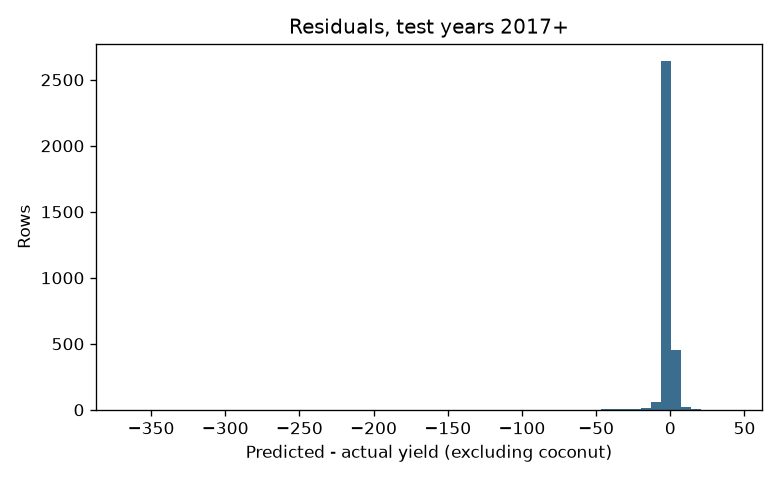 Residuals, test years 2017+
2500
2000
1500
1000
500
0
Rows
−350 −300 −250 −200 −150 −100 −50 0 50
Predicted - actual yield (excluding coconut)